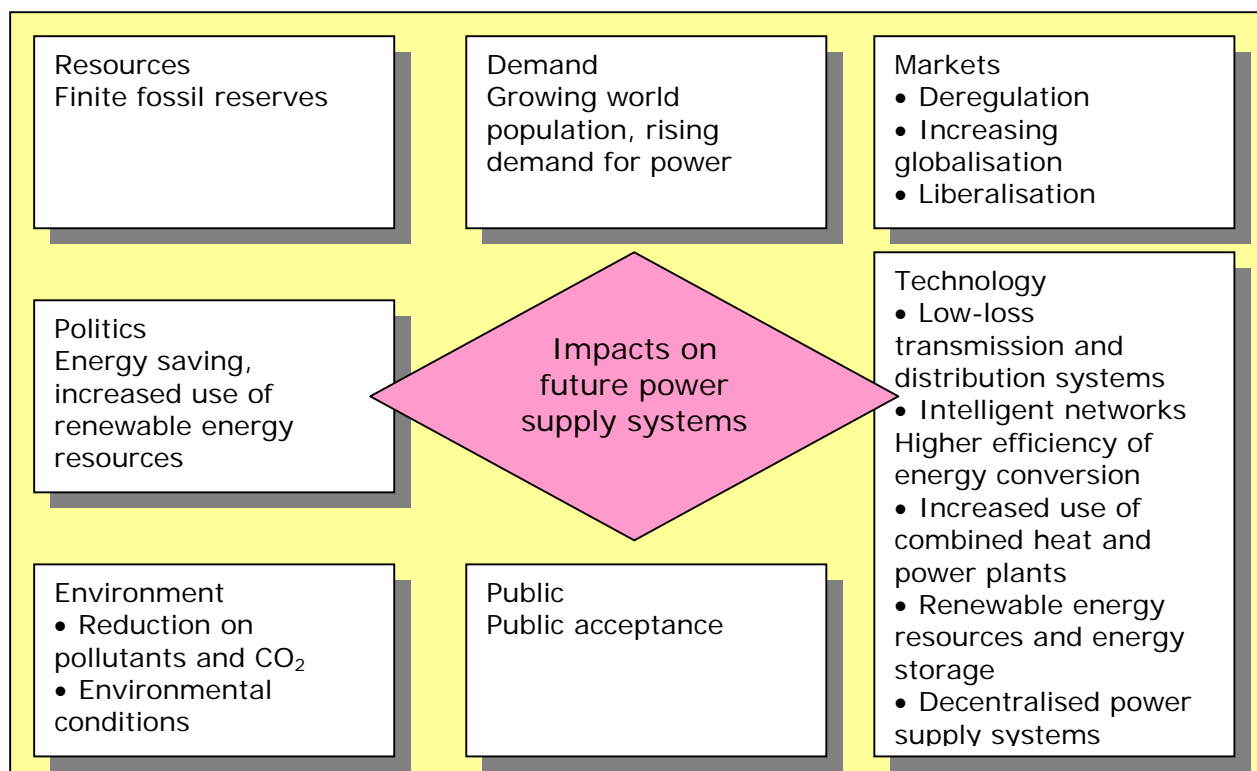 Resources
Finite fossil reserves
Demand
Growing world
population, rising
demand for power
Markets
• Deregulation
• Increasing
globalisation
• Liberalisation
Politics
Energy saving,
increased use of
renewable energy
resources
Impacts on
future power
supply systems
Technology
• Low-loss
transmission and
distribution systems
• Intelligent networks
Higher efficiency of
energy conversion
• Increased use of
combined heat and
power plants
• Renewable energy
resources and energy
storage
• Decentralised power
supply systems
Environment
• Reduction on
pollutants and CO₂
• Environmental
conditions
Public
Public acceptance